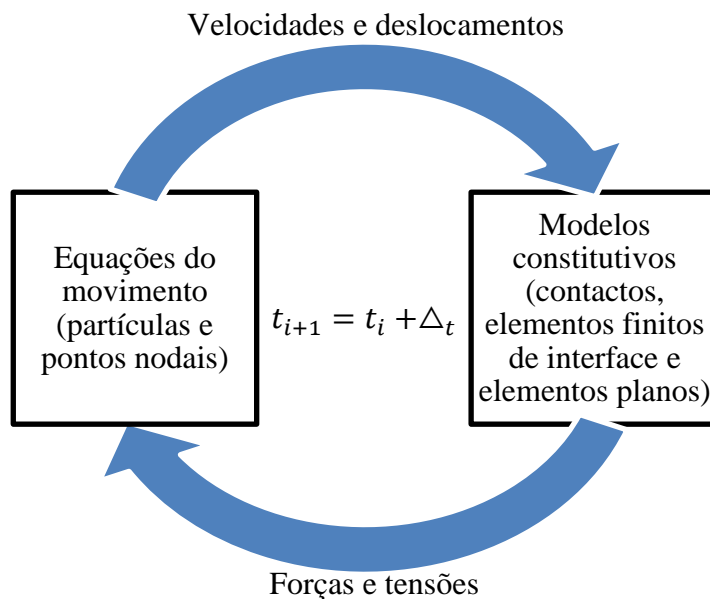 Velocidades e deslocamentos
Equações do
movimento
(partículas e
pontos nodais)
t_{i+1} = t_i +△_t
Modelos
constitutivos
(contactos,
elementos finitos
de interface e
elementos planos)
Forças e tensões